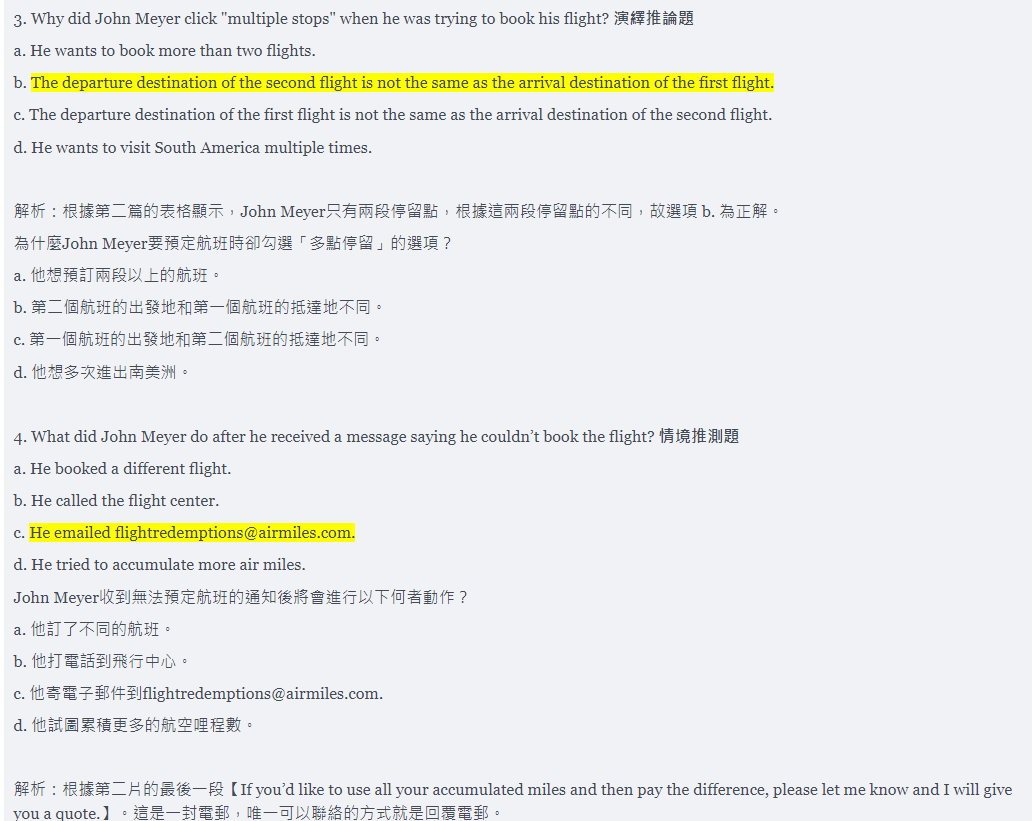 3. Why did John Meyer click "multiple stops" when he was trying to book his flight? 演繹推論題
a. He wants to book more than two flights.
b. The departure destination of the second flight is not the same as the arrival destination of the first flight.
c. The departure destination of the first flight is not the same as the arrival destination of the second flight.
d. He wants to visit South America multiple times.
解析：根據第二篇的表格顯示，John Meyer只有兩段停留點，根據這兩段停留點的不同，故選項 b. 為正解。
為什麼John Meyer要預定航班時卻勾選「多點停留」的選項？
a. 他想預訂兩段以上的航班。
b. 第二個航班的出發地和第一個航班的抵達地不同。
c. 第一個航班的出發地和第二個航班的抵達地不同。
d. 他想多次進出南美洲。
4. What did John Meyer do after he received a message saying he couldn’t book the flight? 情境推測題
a. He booked a different flight.
b. He called the flight center.
c. He emailed flightredemptions@airmiles.com.
d. He tried to accumulate more air miles.
John Meyer收到無法預定航班的通知後將會進行以下何者動作？
a. 他訂了不同的航班。
b. 他打電話到飛行中心。
c. 他寄電子郵件到flightredemptions@airmiles.com.
d. 他試圖累積更多的航空哩程數。
解析：根據第三片的最後一段【If you’d like to use all your accumulated miles and then pay the difference, please let me know and I will give
you a quote.】。這是一封電郵，唯一可以聯絡的方式就是回覆電郵。